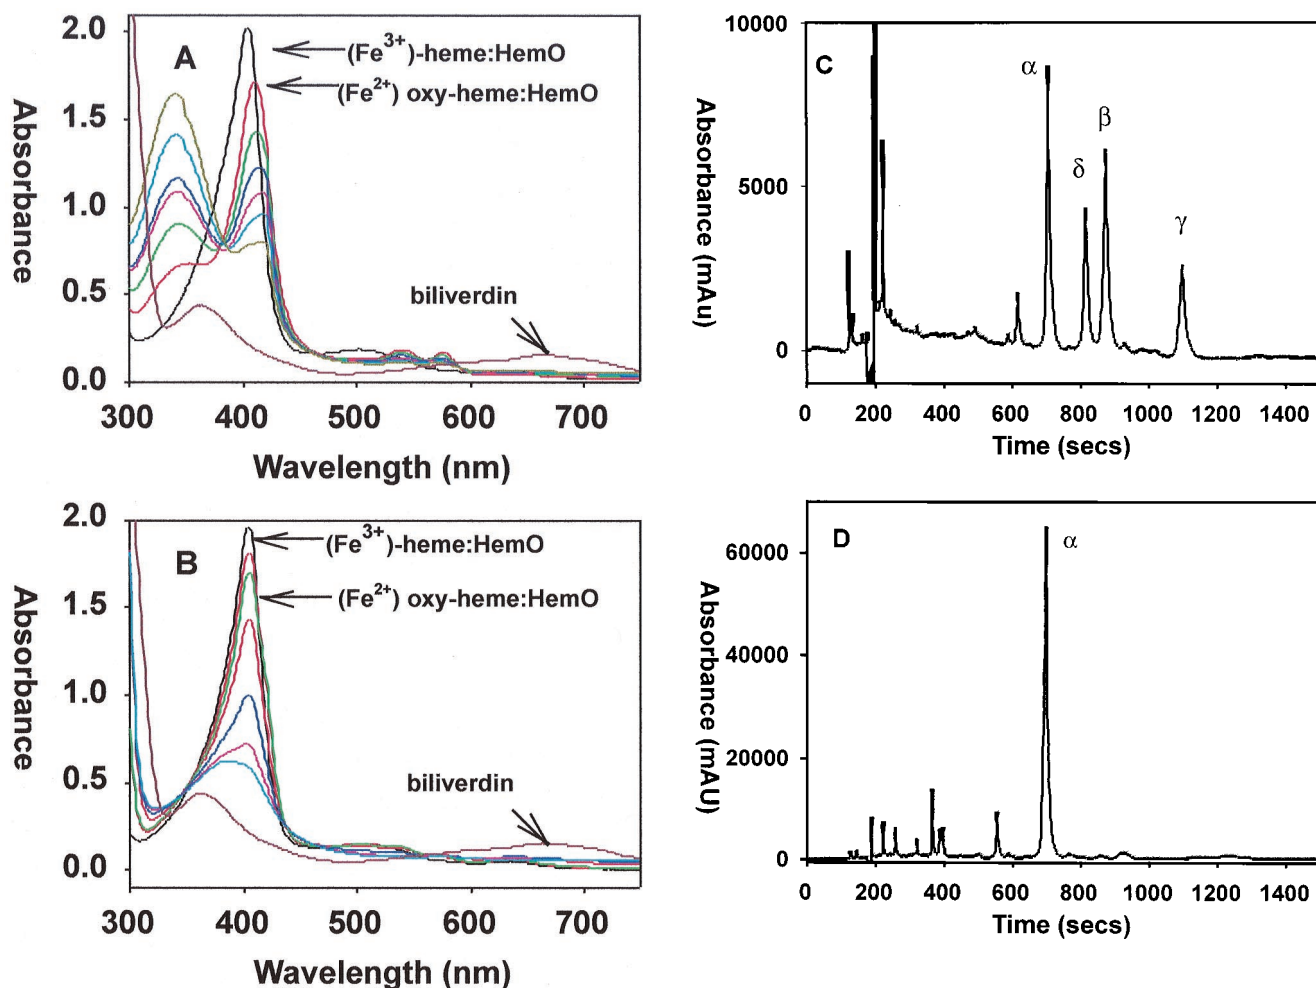 A
(Fe3+)-heme:HemO
(Fe2+) oxy-heme:HemO
biliverdin
2.0
1.5
1.0
0.5
0.0
Absorbance
300 400 500 600 700
Wavelength (nm)
B
(Fe3+)-heme:HemO
(Fe2+) oxy-heme:HemO
biliverdin
2.0
1.5
1.0
0.5
0.0
Absorbance
300 400 500 600 700
Wavelength (nm)
C
α
δ
β
γ
10000
5000
0
Absorbance (mAu)
0 200 400 600 800 1000 1200 1400
Time (secs)
D
α
60000
40000
20000
0
Absorbance (mAU)
0 200 400 600 800 1000 1200 1400
Time (secs)